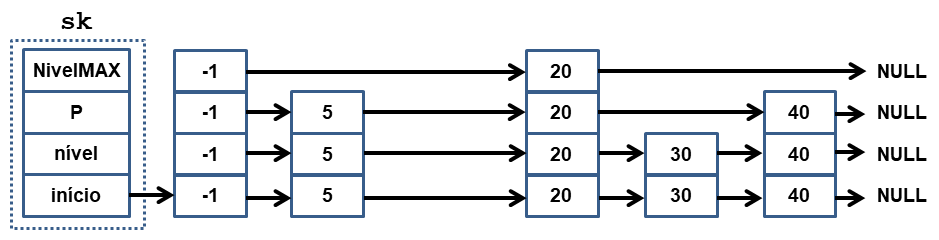 sk
NivelMAX -1 20 NULL
P -1 5 20 40 NULL
nível -1 5 20 30 40 NULL
início -1 5 20 30 40 NULL